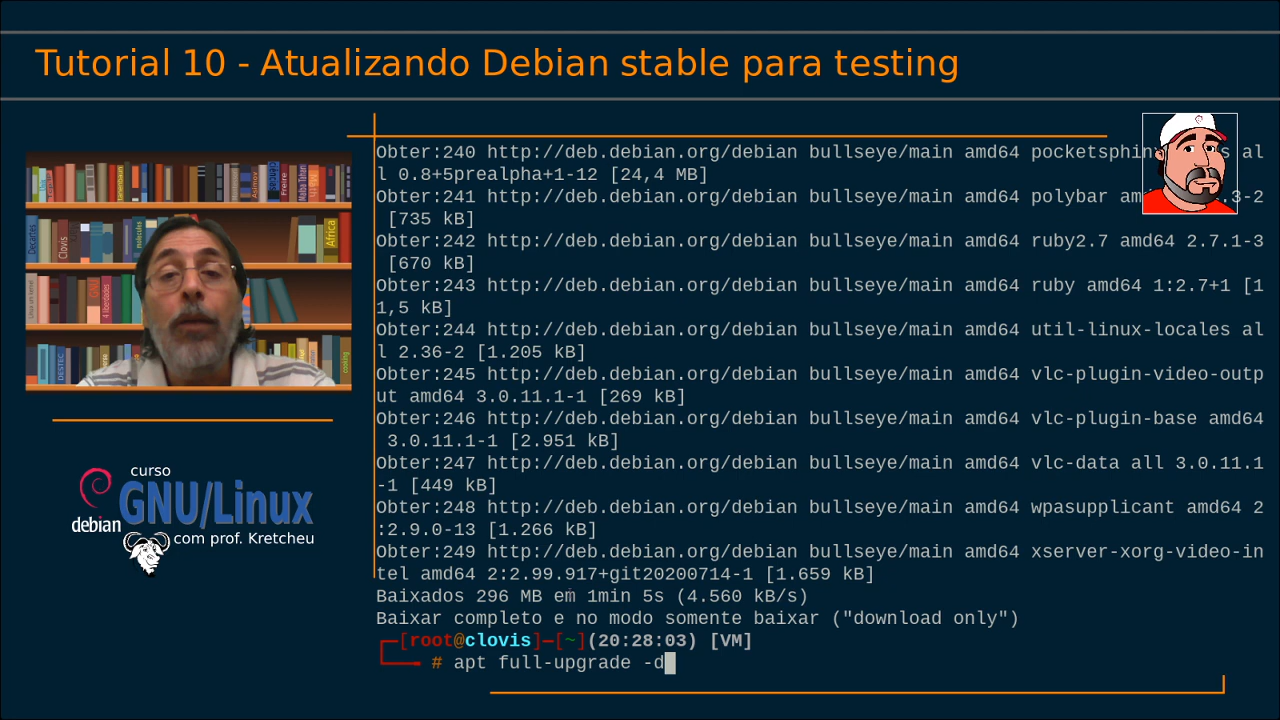 Tutorial 10 - Atualizando Debian stable para testing
Obter:240 http://deb.debian.org/debian bullseye/main amd64 al
l 0.8+5prealpha+1-12 [24,4 MB]
Obter:241 http://deb.debian.org/debian bullseye/main amd64 polybar
[735 kB]
Obter:242 http://deb.debian.org/debian bullseye/main amd64 ruby2.7 amd64 2.7.1-3
[670 kB]
Obter:243 http://deb.debian.org/debian bullseye/main amd64 ruby amd64 1:2.7+1 [1
1,5 kB]
Obter:244 http://deb.debian.org/debian bullseye/main amd64 util-linux-locales al
l 2.36-2 [1.205 kB]
Obter:245 http://deb.debian.org/debian bullseye/main amd64 vlc-plugin-video-outp
ut amd64 3.0.11.1-1 [269 kB]
Obter:246 http://deb.debian.org/debian bullseye/main amd64 vlc-plugin-base amd64
3.0.11.1-1 [2.951 kB]
Obter:247 http://deb.debian.org/debian bullseye/main amd64 vlc-data all 3.0.11.1
-1 [449 kB]
Obter:248 http://deb.debian.org/debian bullseye/main amd64 wpasupplicant amd64 2
:2.9.0-13 [1.266 kB]
Obter:249 http://deb.debian.org/debian bullseye/main amd64 xserver-xorg-video-in
tel amd64 2:2.99.917+git20200714-1 [1.659 kB]
Baixados 296 MB em 1min 5s (4.560 kB/s)
Baixar completo e no modo somente baixar ("download only")
[root@clovis]─[~](20:28:03) [VM]
# apt full-upgrade -d
Decartes
Clovis
Asimov
Freire
África
GNU
4 liberdades
DESTEC
curso
GNU/Linux
debian
com prof. Kretcheu